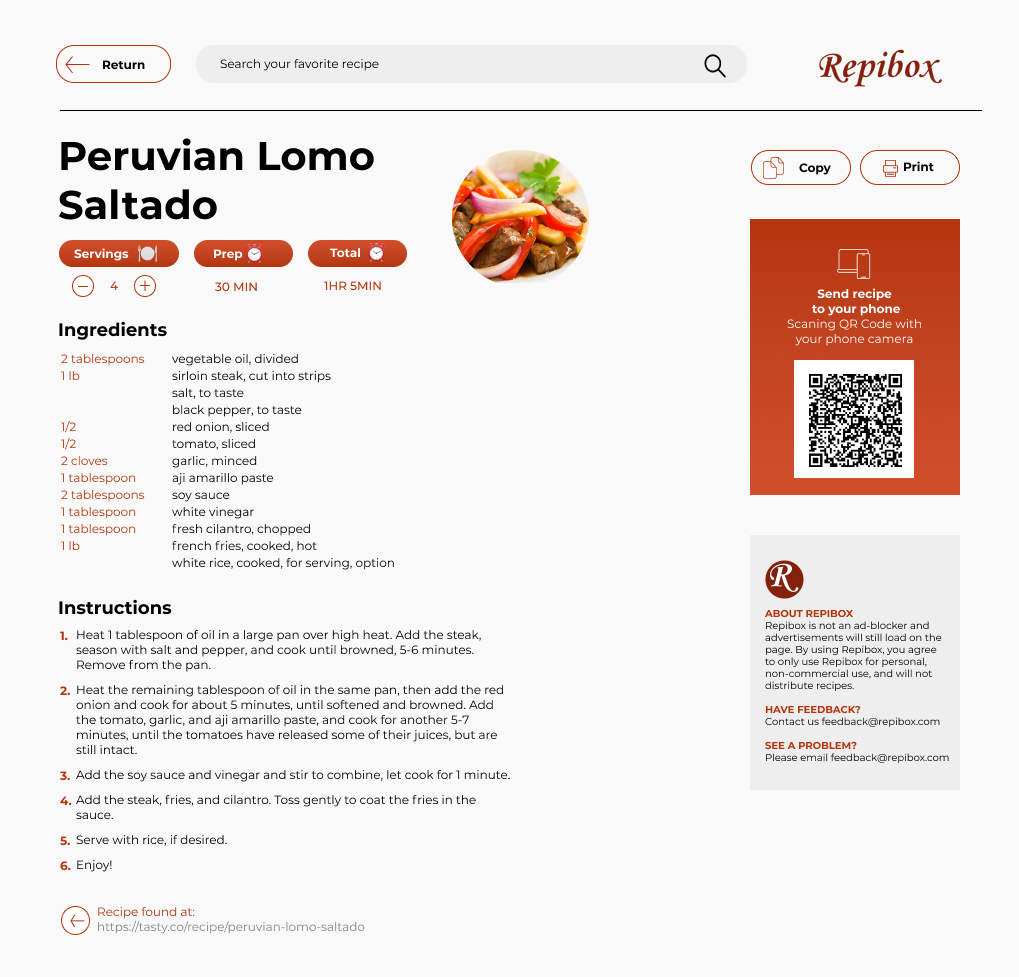 Return
Search your favorite recipe
Repibox
Peruvian Lomo
Saltado
Copy
Print
Servings
Prep
Total
4
30 MIN
1HR 5MIN
Send recipe
to your phone
Scaning QR Code with
your phone camera
Ingredients
2 tablespoons vegetable oil, divided
1 lb sirloin steak, cut into strips
salt, to taste
black pepper, to taste
1/2 red onion, sliced
1/2 tomato, sliced
2 cloves garlic, minced
1 tablespoon aji amarillo paste
2 tablespoons soy sauce
1 tablespoon white vinegar
1 tablespoon fresh cilantro, chopped
1 lb french fries, cooked, hot
white rice, cooked, for serving, option
Instructions
1. Heat 1 tablespoon of oil in a large pan over high heat. Add the steak,
season with salt and pepper, and cook until browned, 5-6 minutes.
Remove from the pan.
2. Heat the remaining tablespoon of oil in the same pan, then add the red
onion and cook for about 5 minutes, until softened and browned. Add
the tomato, garlic, and aji amarillo paste, and cook for another 5-7
minutes, until the tomatoes have released some of their juices, but are
still intact.
3. Add the soy sauce and vinegar and stir to combine, let cook for 1 minute.
4. Add the steak, fries, and cilantro. Toss gently to coat the fries in the
sauce.
5. Serve with rice, if desired.
6. Enjoy!
Recipe found at:
https://tasty.co/recipe/peruvian-lomo-saltado
R
ABOUT REPIBOX
Repibox is not an ad-blocker and
advertisements will still load on the
page. By using Repibox, you agree
to only use Repibox for personal,
non-commercial use, and will not
distribute recipes.
HAVE FEEDBACK?
Contact us feedback@repibox.com
SEE A PROBLEM?
Please email feedback@repibox.com